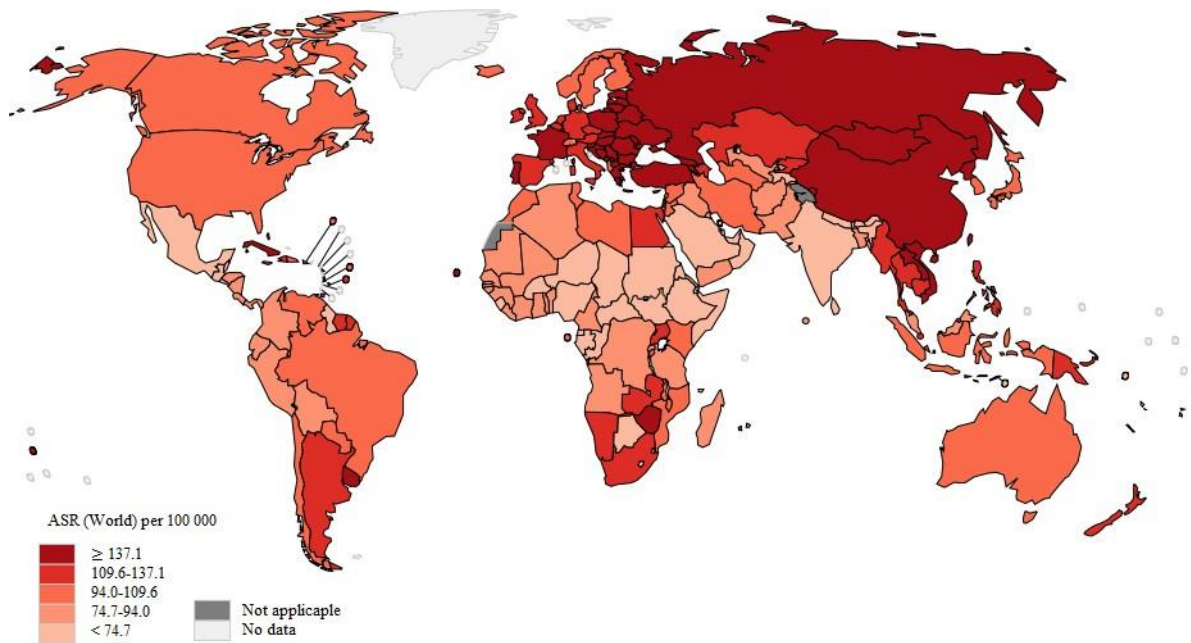 ASR (World) per 100 000
≥ 137.1
109.6-137.1
94.0-109.6
74.7-94.0
< 74.7
Not applicaple
No data